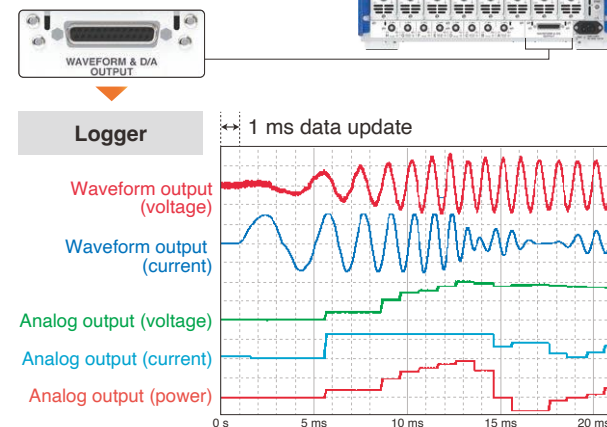 WAVEFORM & D/A
OUTPUT
Logger
1 ms data update
Waveform output
(voltage)
Waveform output
(current)
Analog output (voltage)
Analog output (current)
Analog output (power)
0 s
5 ms
10 ms
15 ms
20 ms